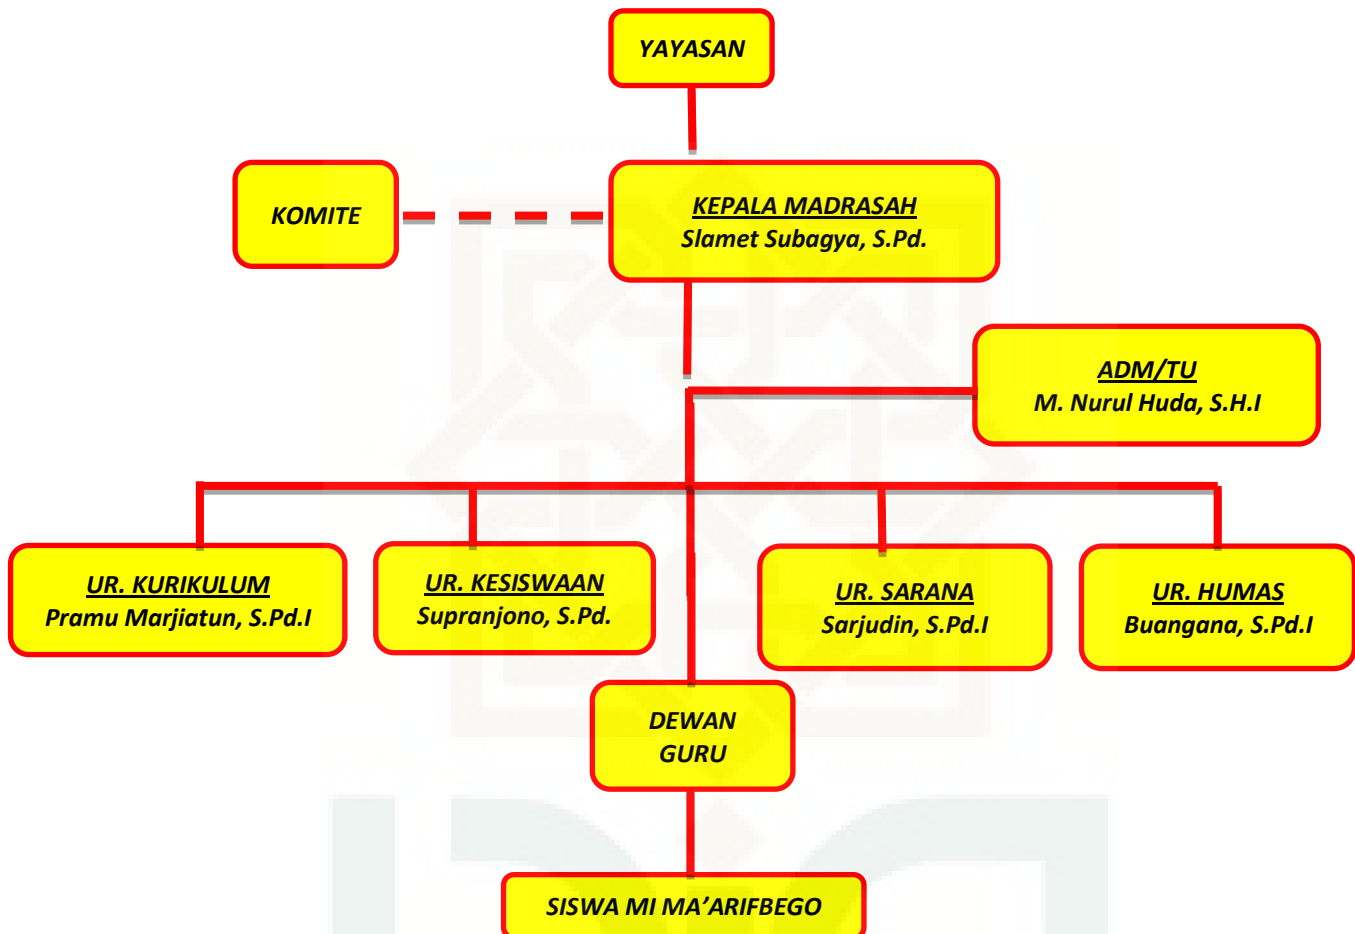 YAYASAN
KOMITE
KEPALA MADRASAH
Slamet Subagya, S.Pd.
ADM/TU
M. Nurul Huda, S.H.I
UR. KURIKULUM
Pramu Marjiatun, S.Pd.I
UR. KESISWAAN
Supranjono, S.Pd.
UR. SARANA
Sarjudin, S.Pd.I
UR. HUMAS
Buangana, S.Pd.I
DEWAN
GURU
SISWA MI MA’ARIFBEGO